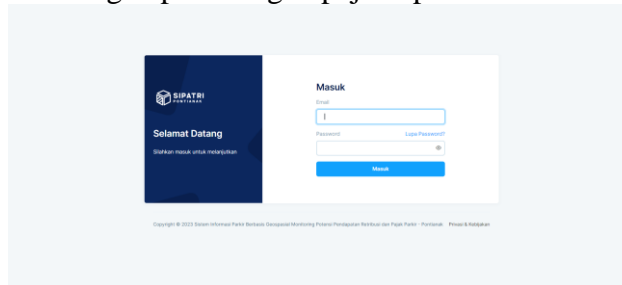 SIPATRI
PONTIANAK
Selamat Datang
Silahkan masuk untuk melanjutkan
Masuk
Email
Password
Lupa Password?
Masuk
Copyright © 2023 Sistem Informasi Parkir Berbasis Geospasial Monitoring Potensi Pendapatan Retribusi dan Pajak Parkir - Pontianak Privasi & Kebijakan